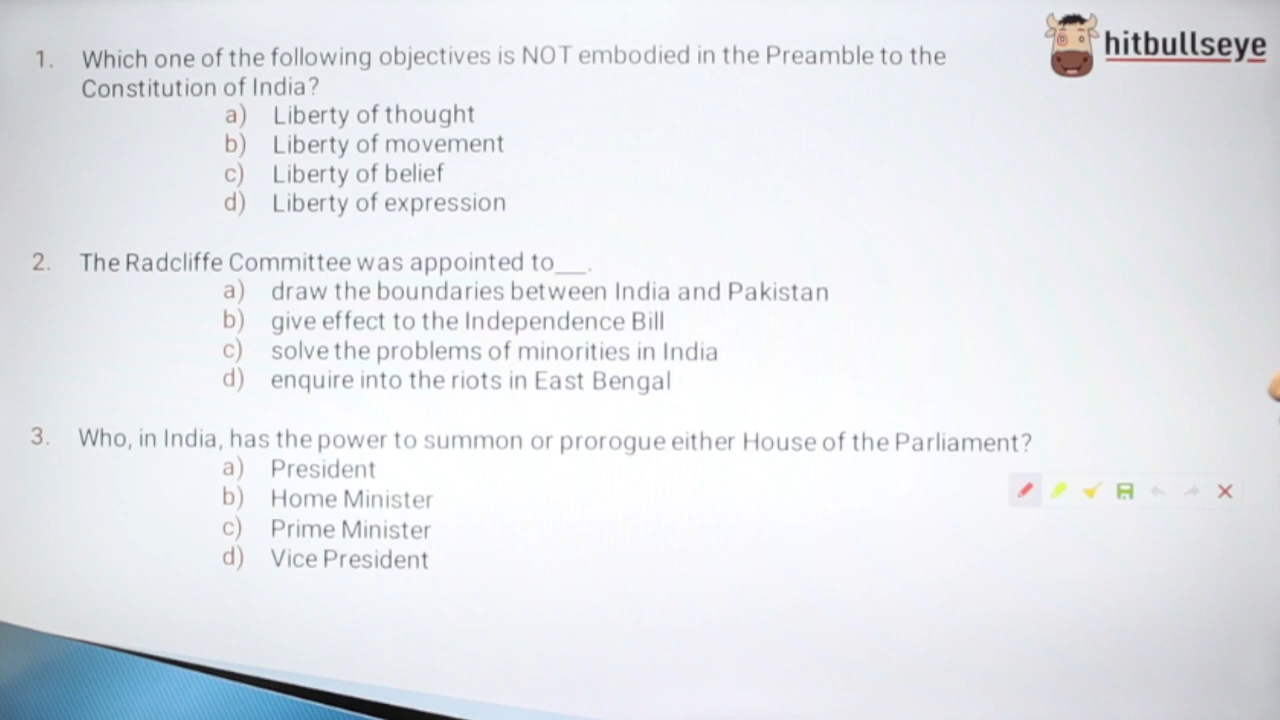 hitbullseye
1. Which one of the following objectives is NOT embodied in the Preamble to the
Constitution of India?
a) Liberty of thought
b) Liberty of movement
c) Liberty of belief
d) Liberty of expression
2. The Radcliffe Committee was appointed to___.
a) draw the boundaries between India and Pakistan
b) give effect to the Independence Bill
c) solve the problems of minorities in India
d) enquire into the riots in East Bengal
3. Who, in India, has the power to summon or prorogue either House of the Parliament?
a) President
b) Home Minister
c) Prime Minister
d) Vice President